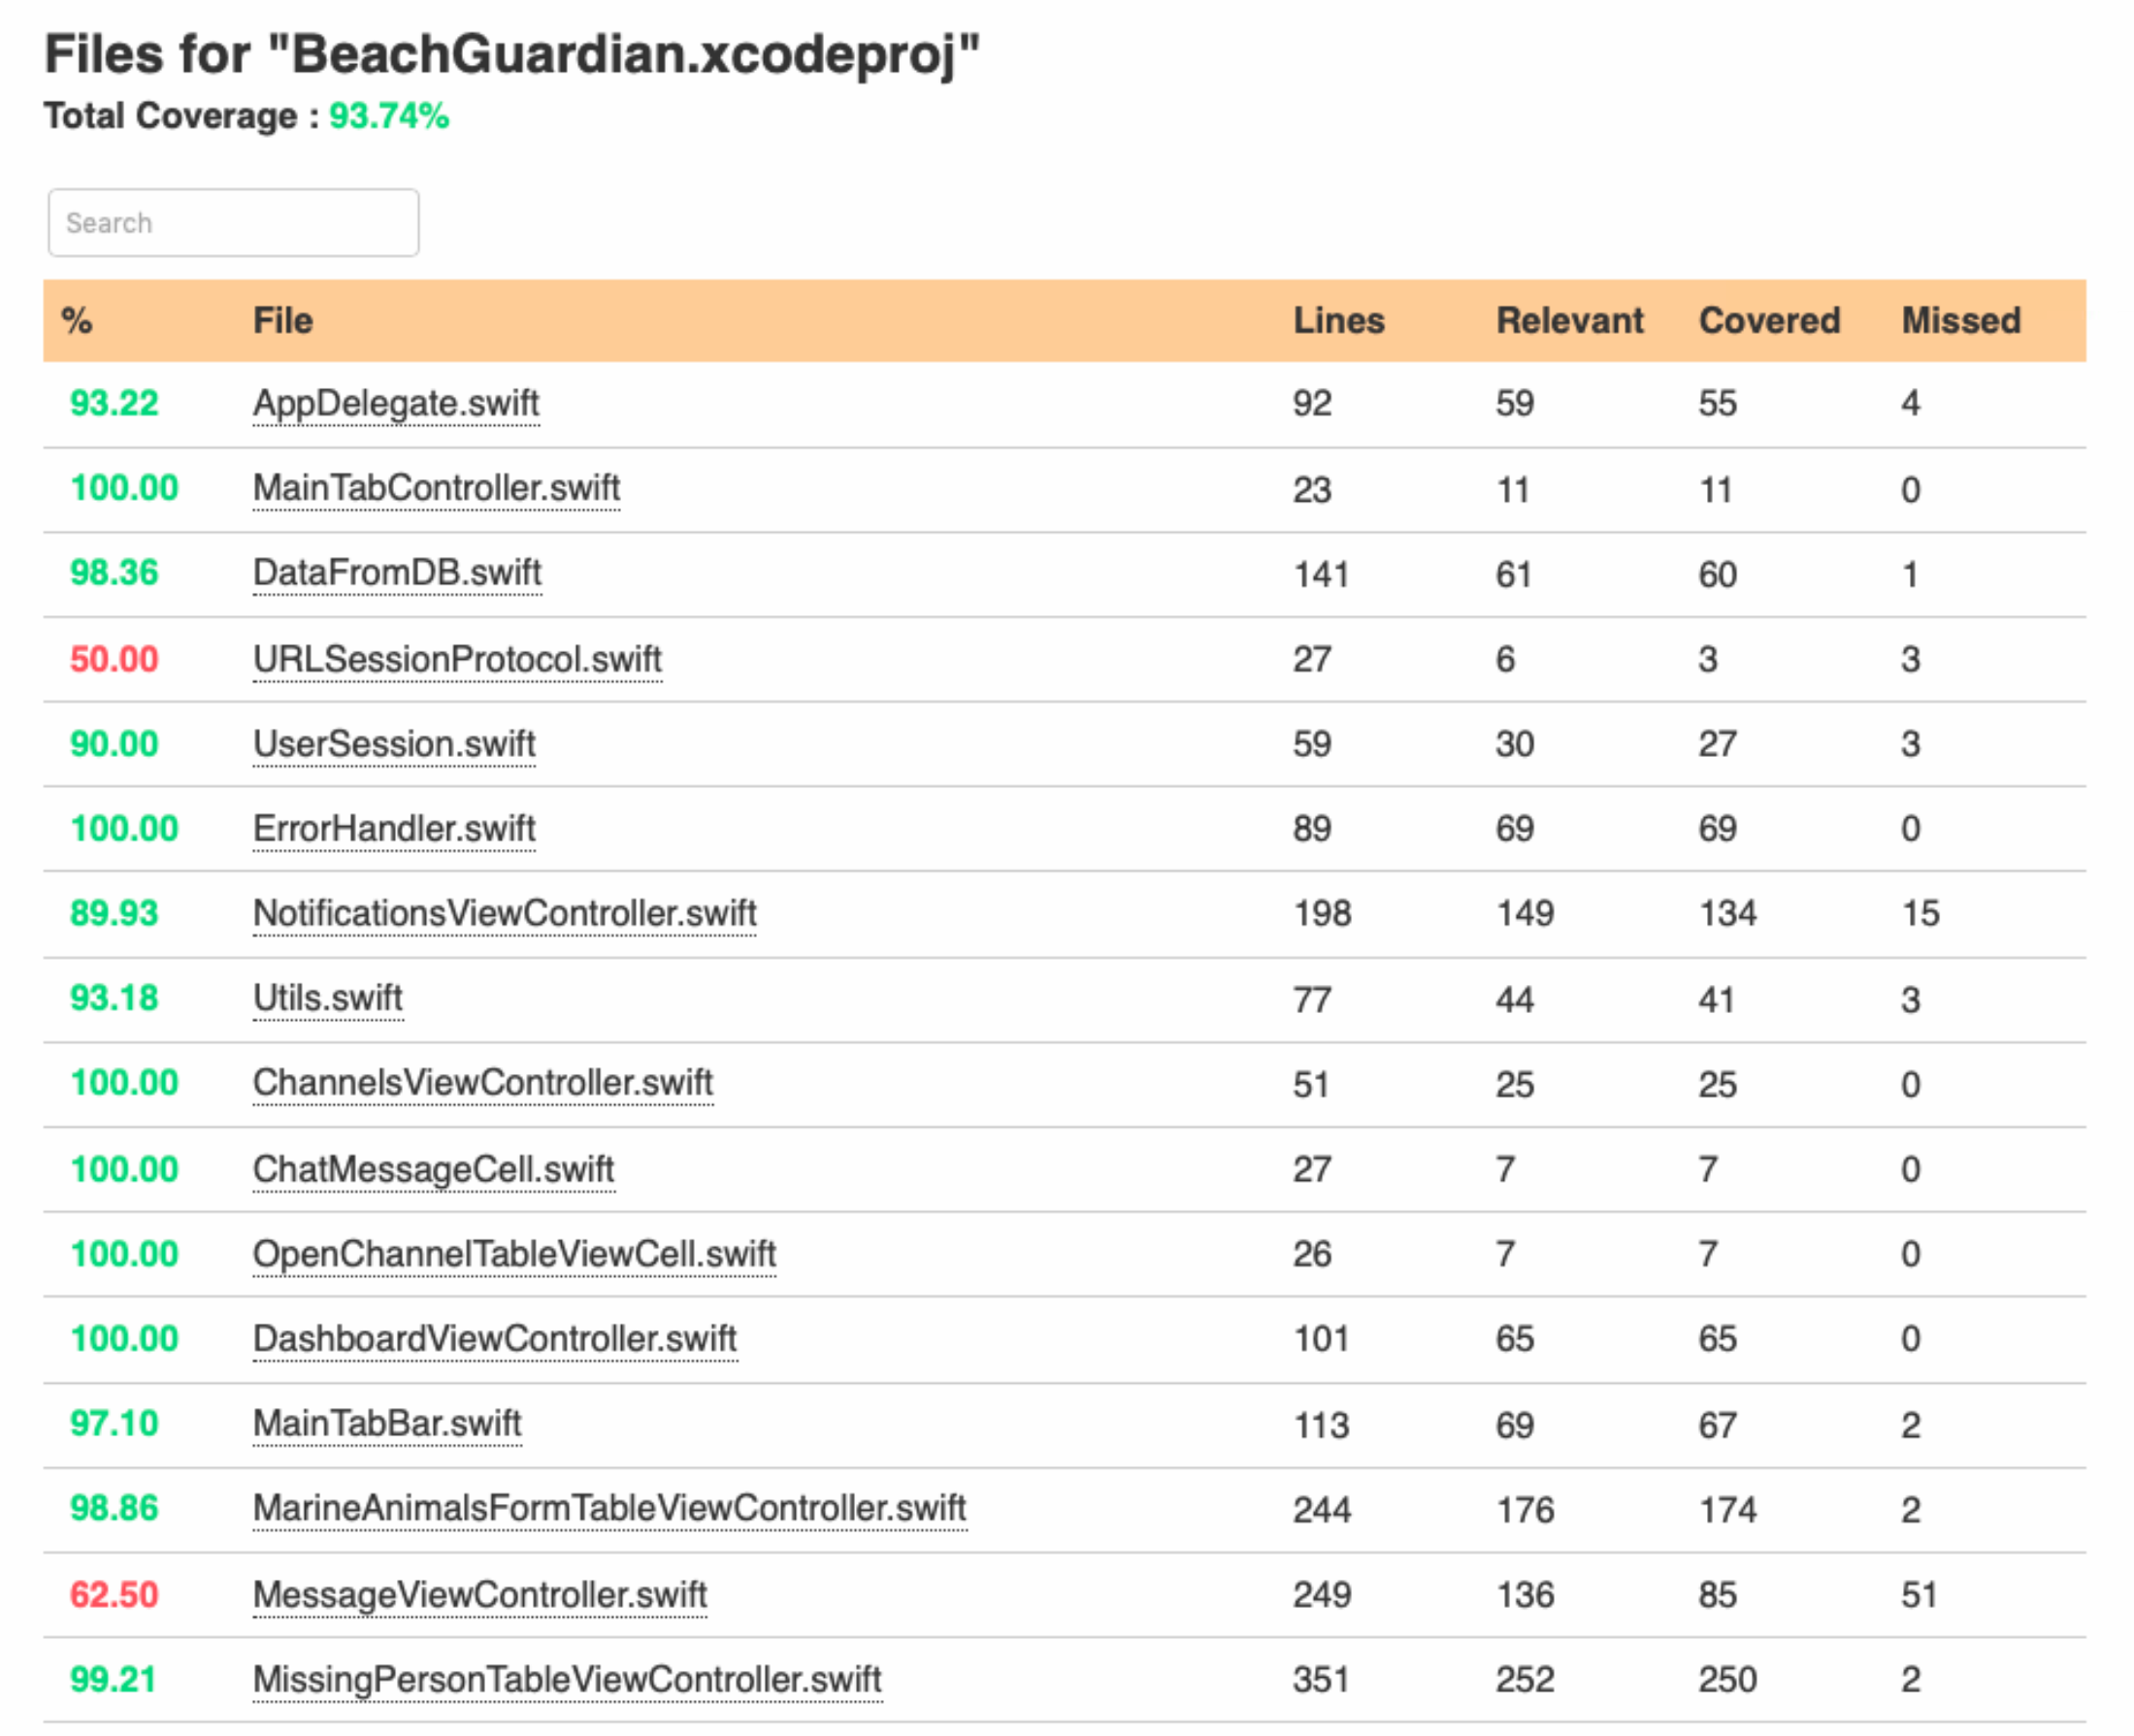 Files for "BeachGuardian.xcodeproj"
Total Coverage : 93.74%
Search
% File Lines Relevant Covered Missed
93.22 AppDelegate.swift 92 59 55 4
100.00 MainTabController.swift 23 11 11 0
98.36 DataFromDB.swift 141 61 60 1
50.00 URLSessionProtocol.swift 27 6 3 3
90.00 UserSession.swift 59 30 27 3
100.00 ErrorHandler.swift 89 69 69 0
89.93 NotificationsViewController.swift 198 149 134 15
93.18 Utils.swift 77 44 41 3
100.00 ChannelsViewController.swift 51 25 25 0
100.00 ChatMessageCell.swift 27 7 7 0
100.00 OpenChannelTableViewCell.swift 26 7 7 0
100.00 DashboardViewController.swift 101 65 65 0
97.10 MainTabBar.swift 113 69 67 2
98.86 MarineAnimalsFormTableViewController.swift 244 176 174 2
62.50 MessageViewController.swift 249 136 85 51
99.21 MissingPersonTableViewController.swift 351 252 250 2